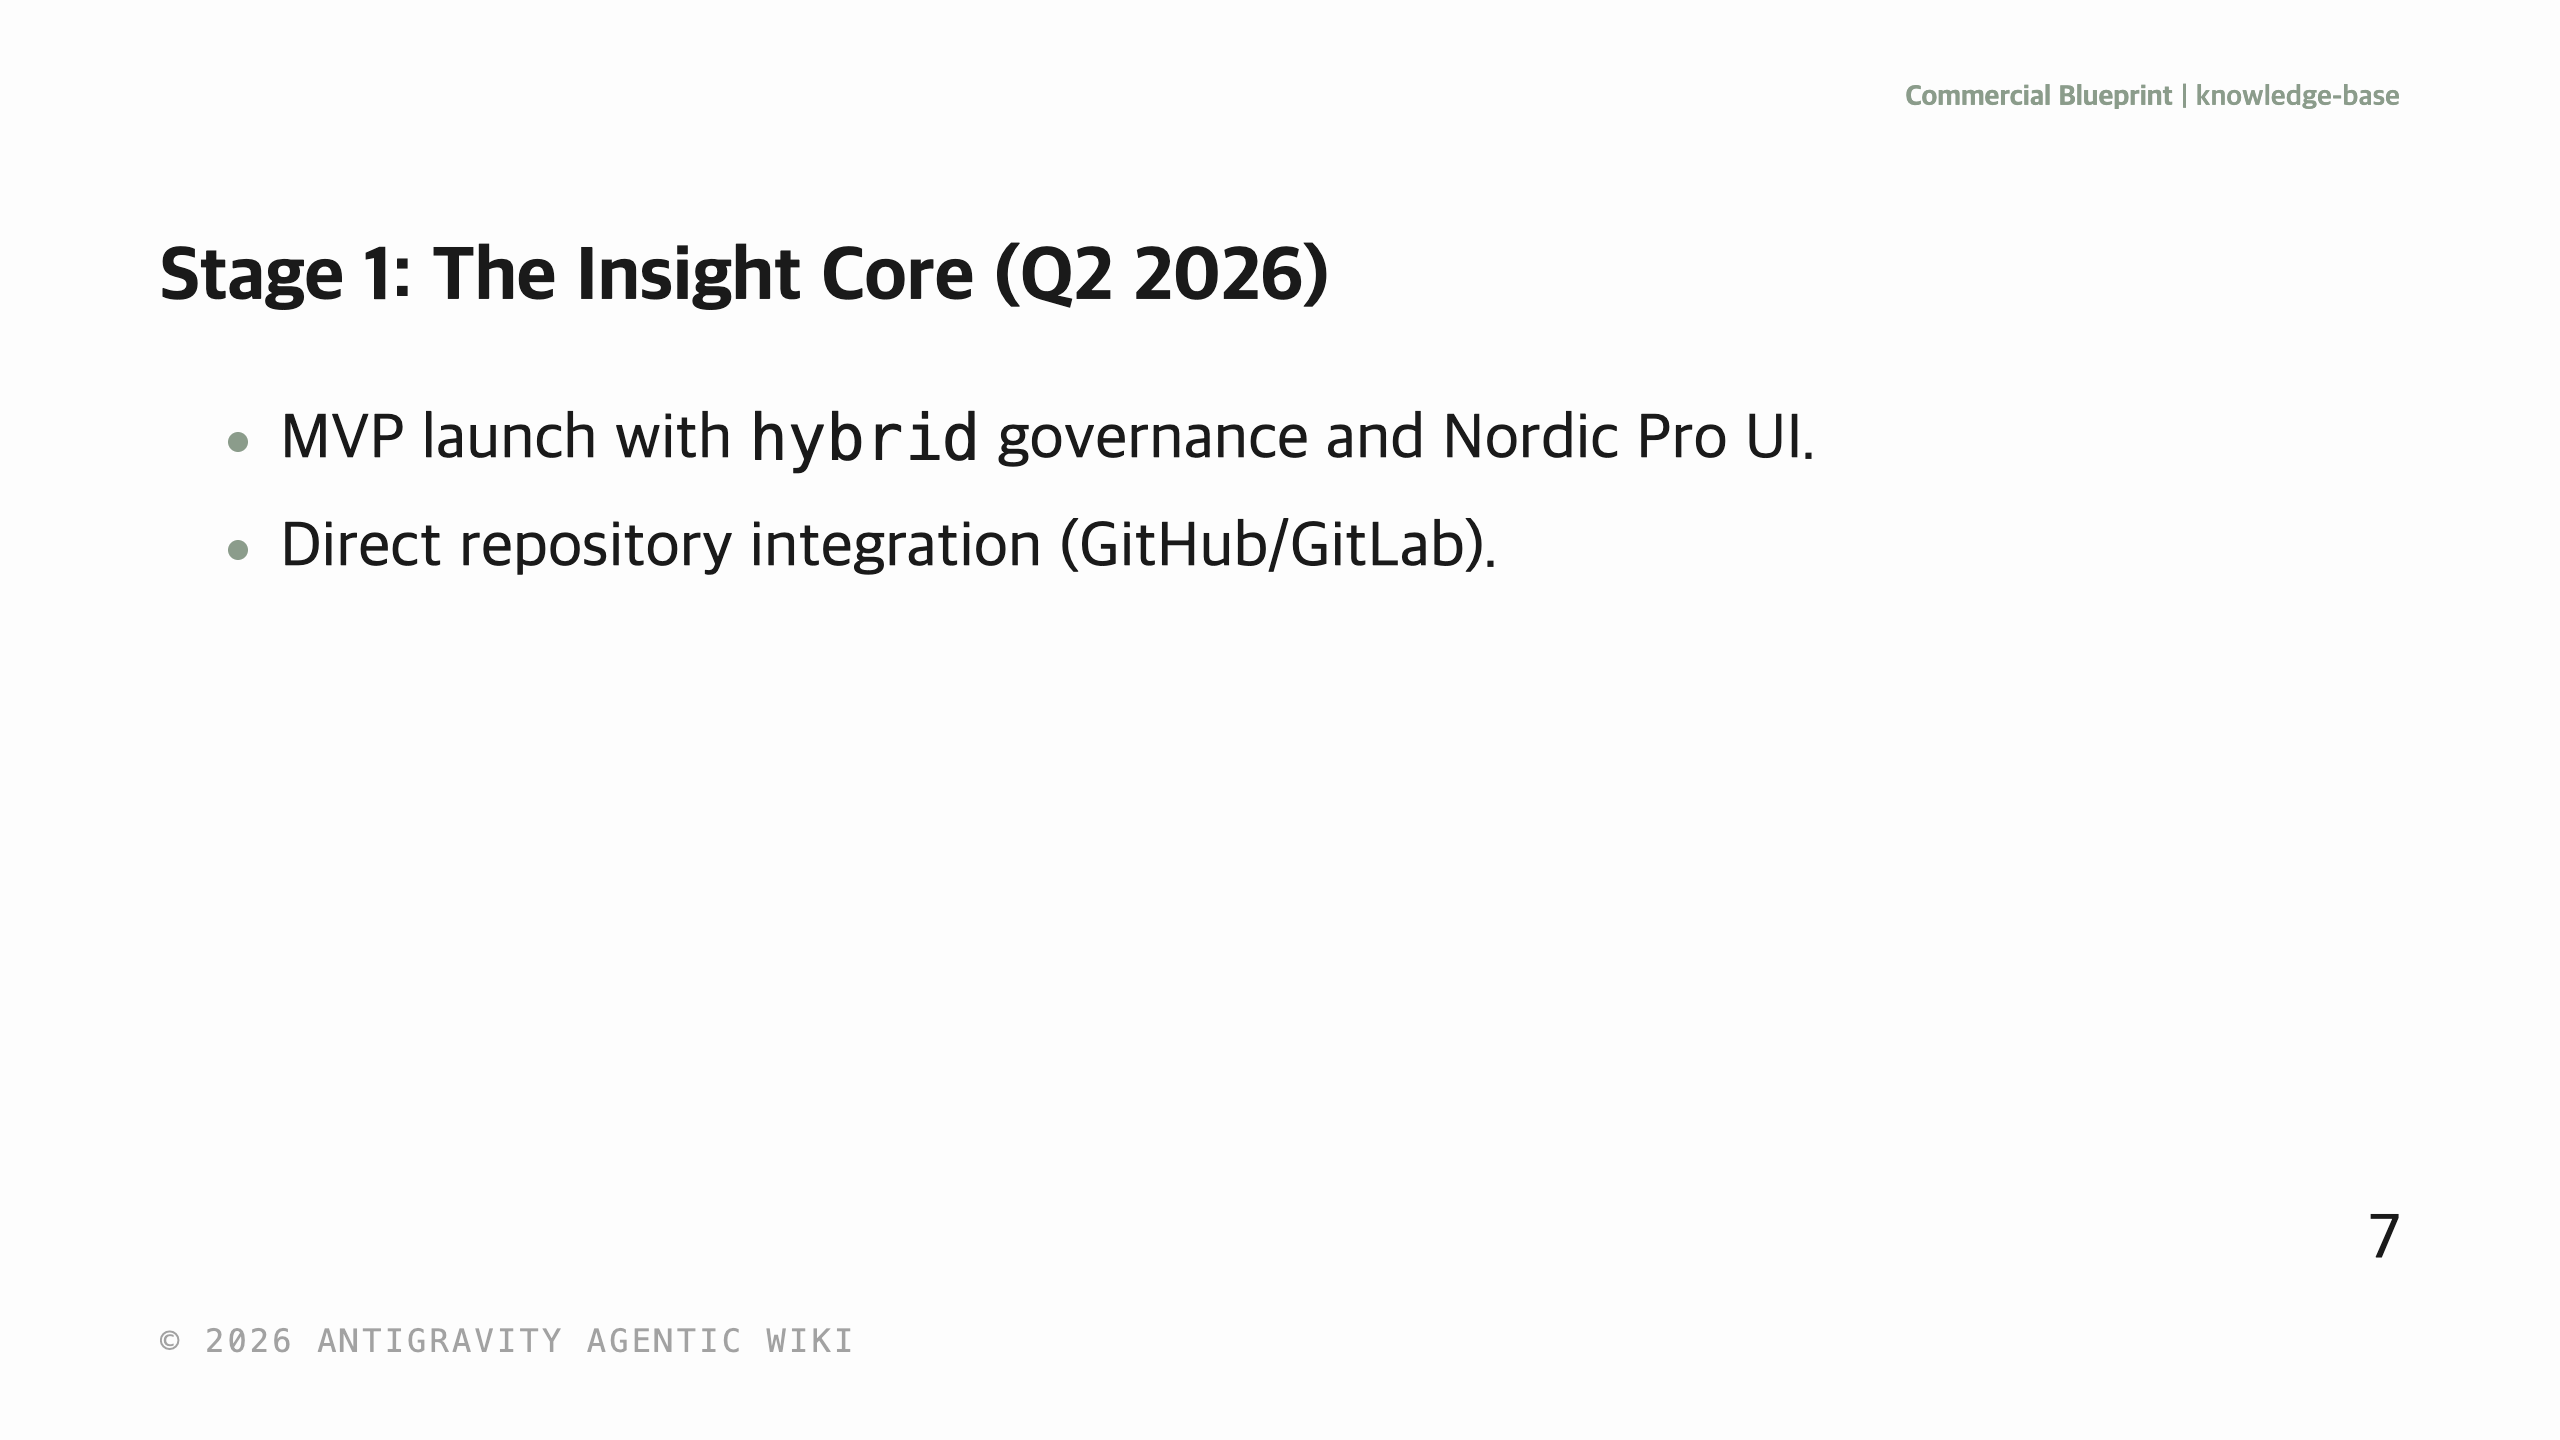 Commercial Blueprint | knowledge-base
Stage 1: The Insight Core (Q2 2026)
• MVP launch with hybrid governance and Nordic Pro UI.
• Direct repository integration (GitHub/GitLab).
7
© 2026 ANTIGRAVITY AGENTIC WIKI